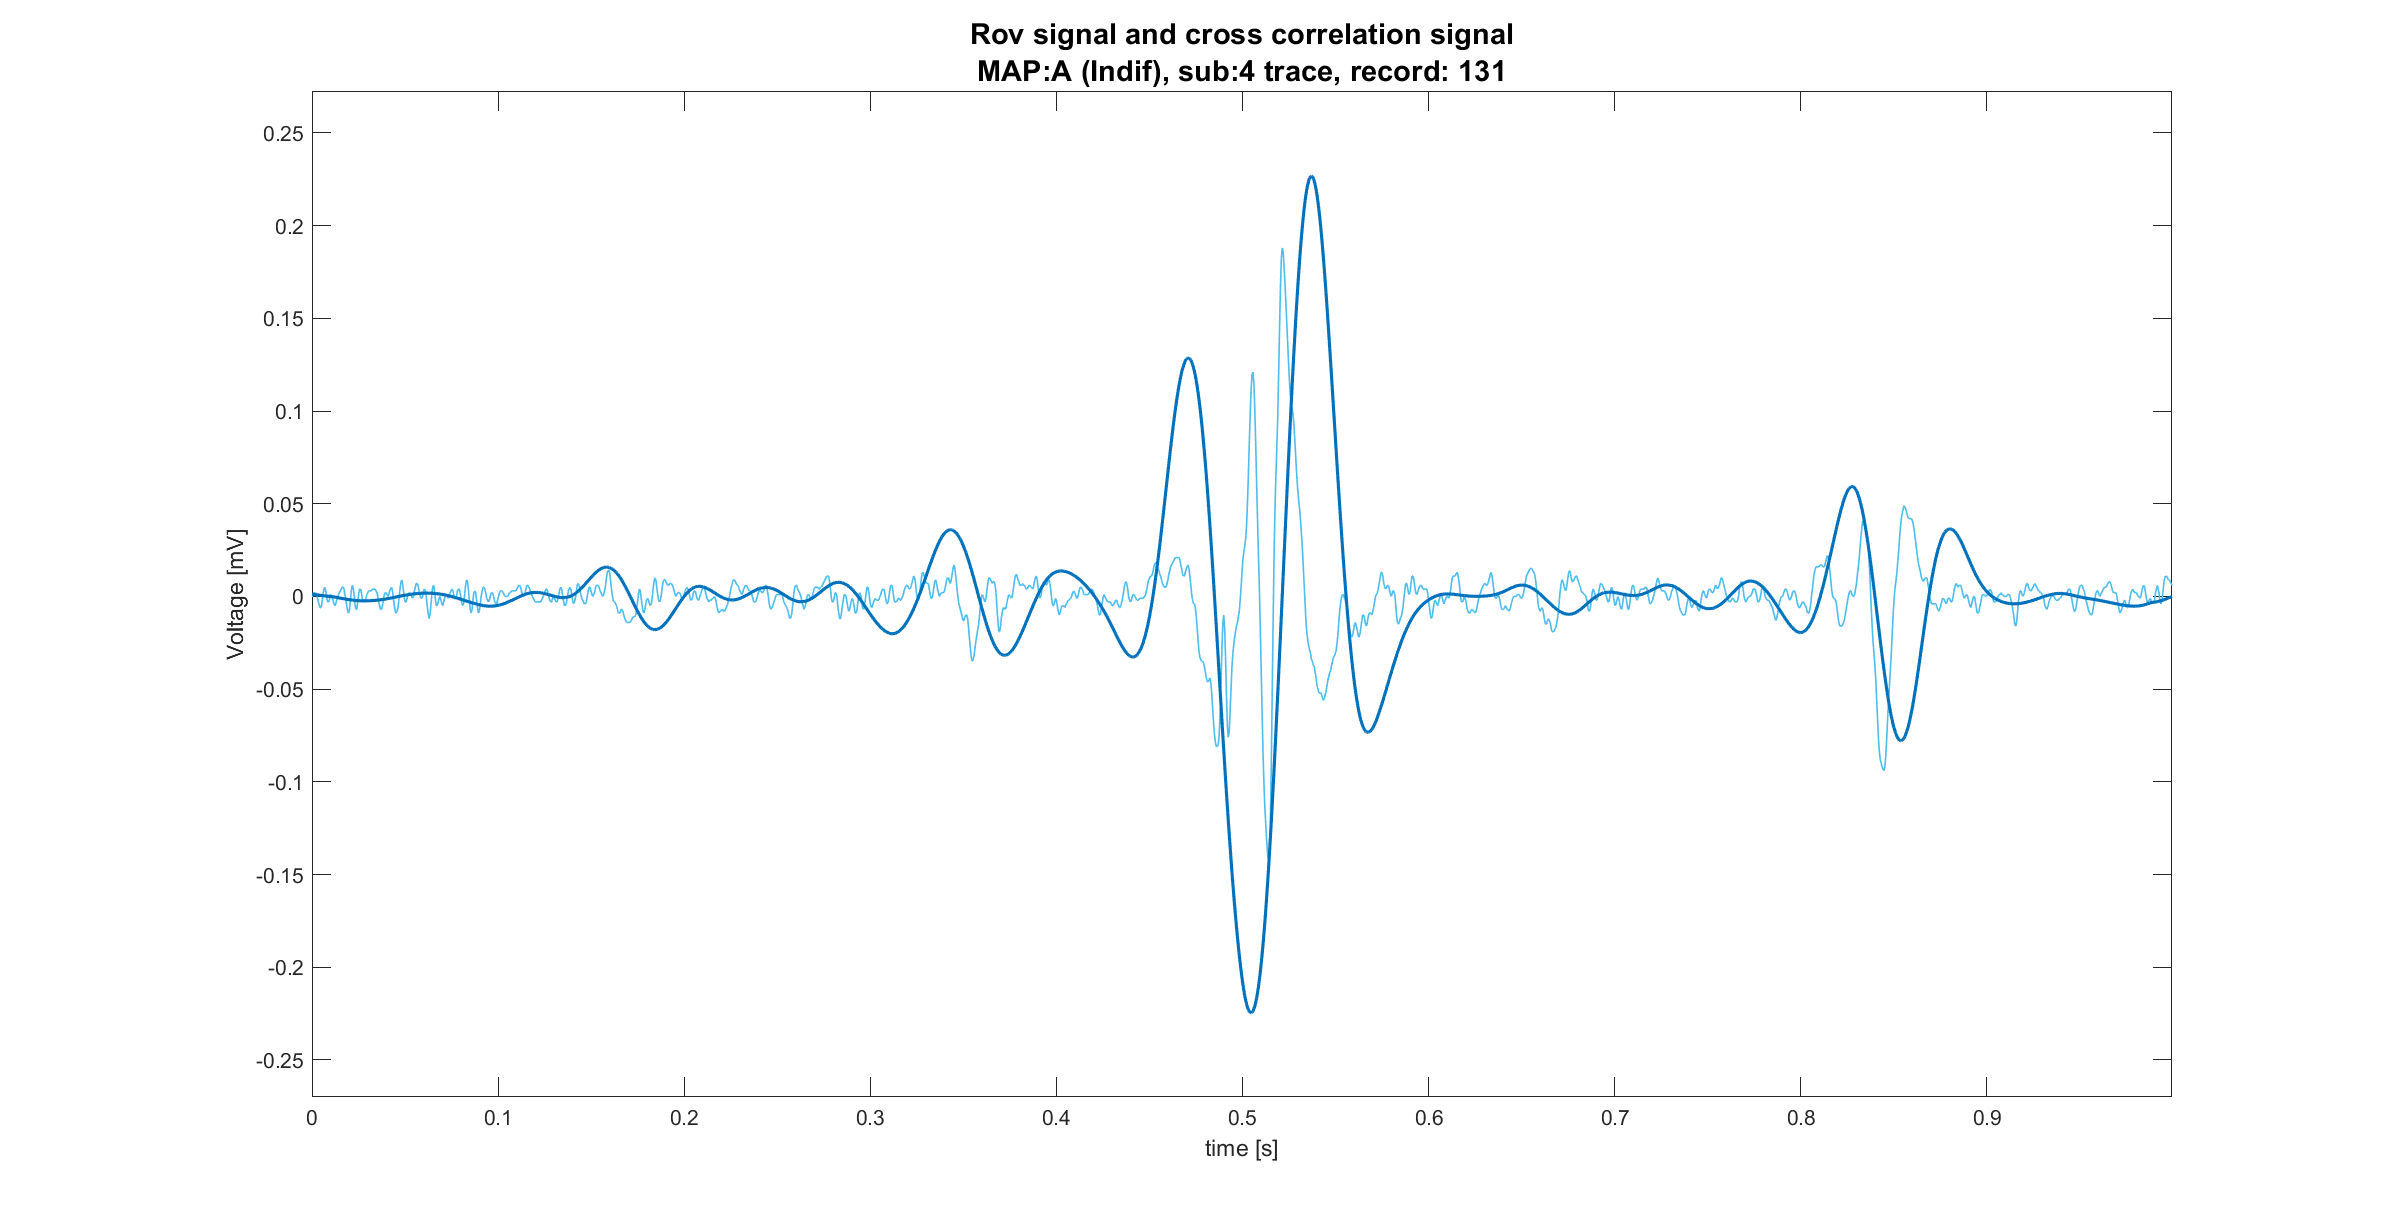 Rov signal and cross correlation signal
MAP:A (Indif), sub:4 trace, record: 131
0.25
0.2
0.15
0.1
0.05
0
-0.05
-0.1
-0.15
-0.2
-0.25
Voltage [mV]
0 0.1 0.2 0.3 0.4 0.5 0.6 0.7 0.8 0.9
time [s]